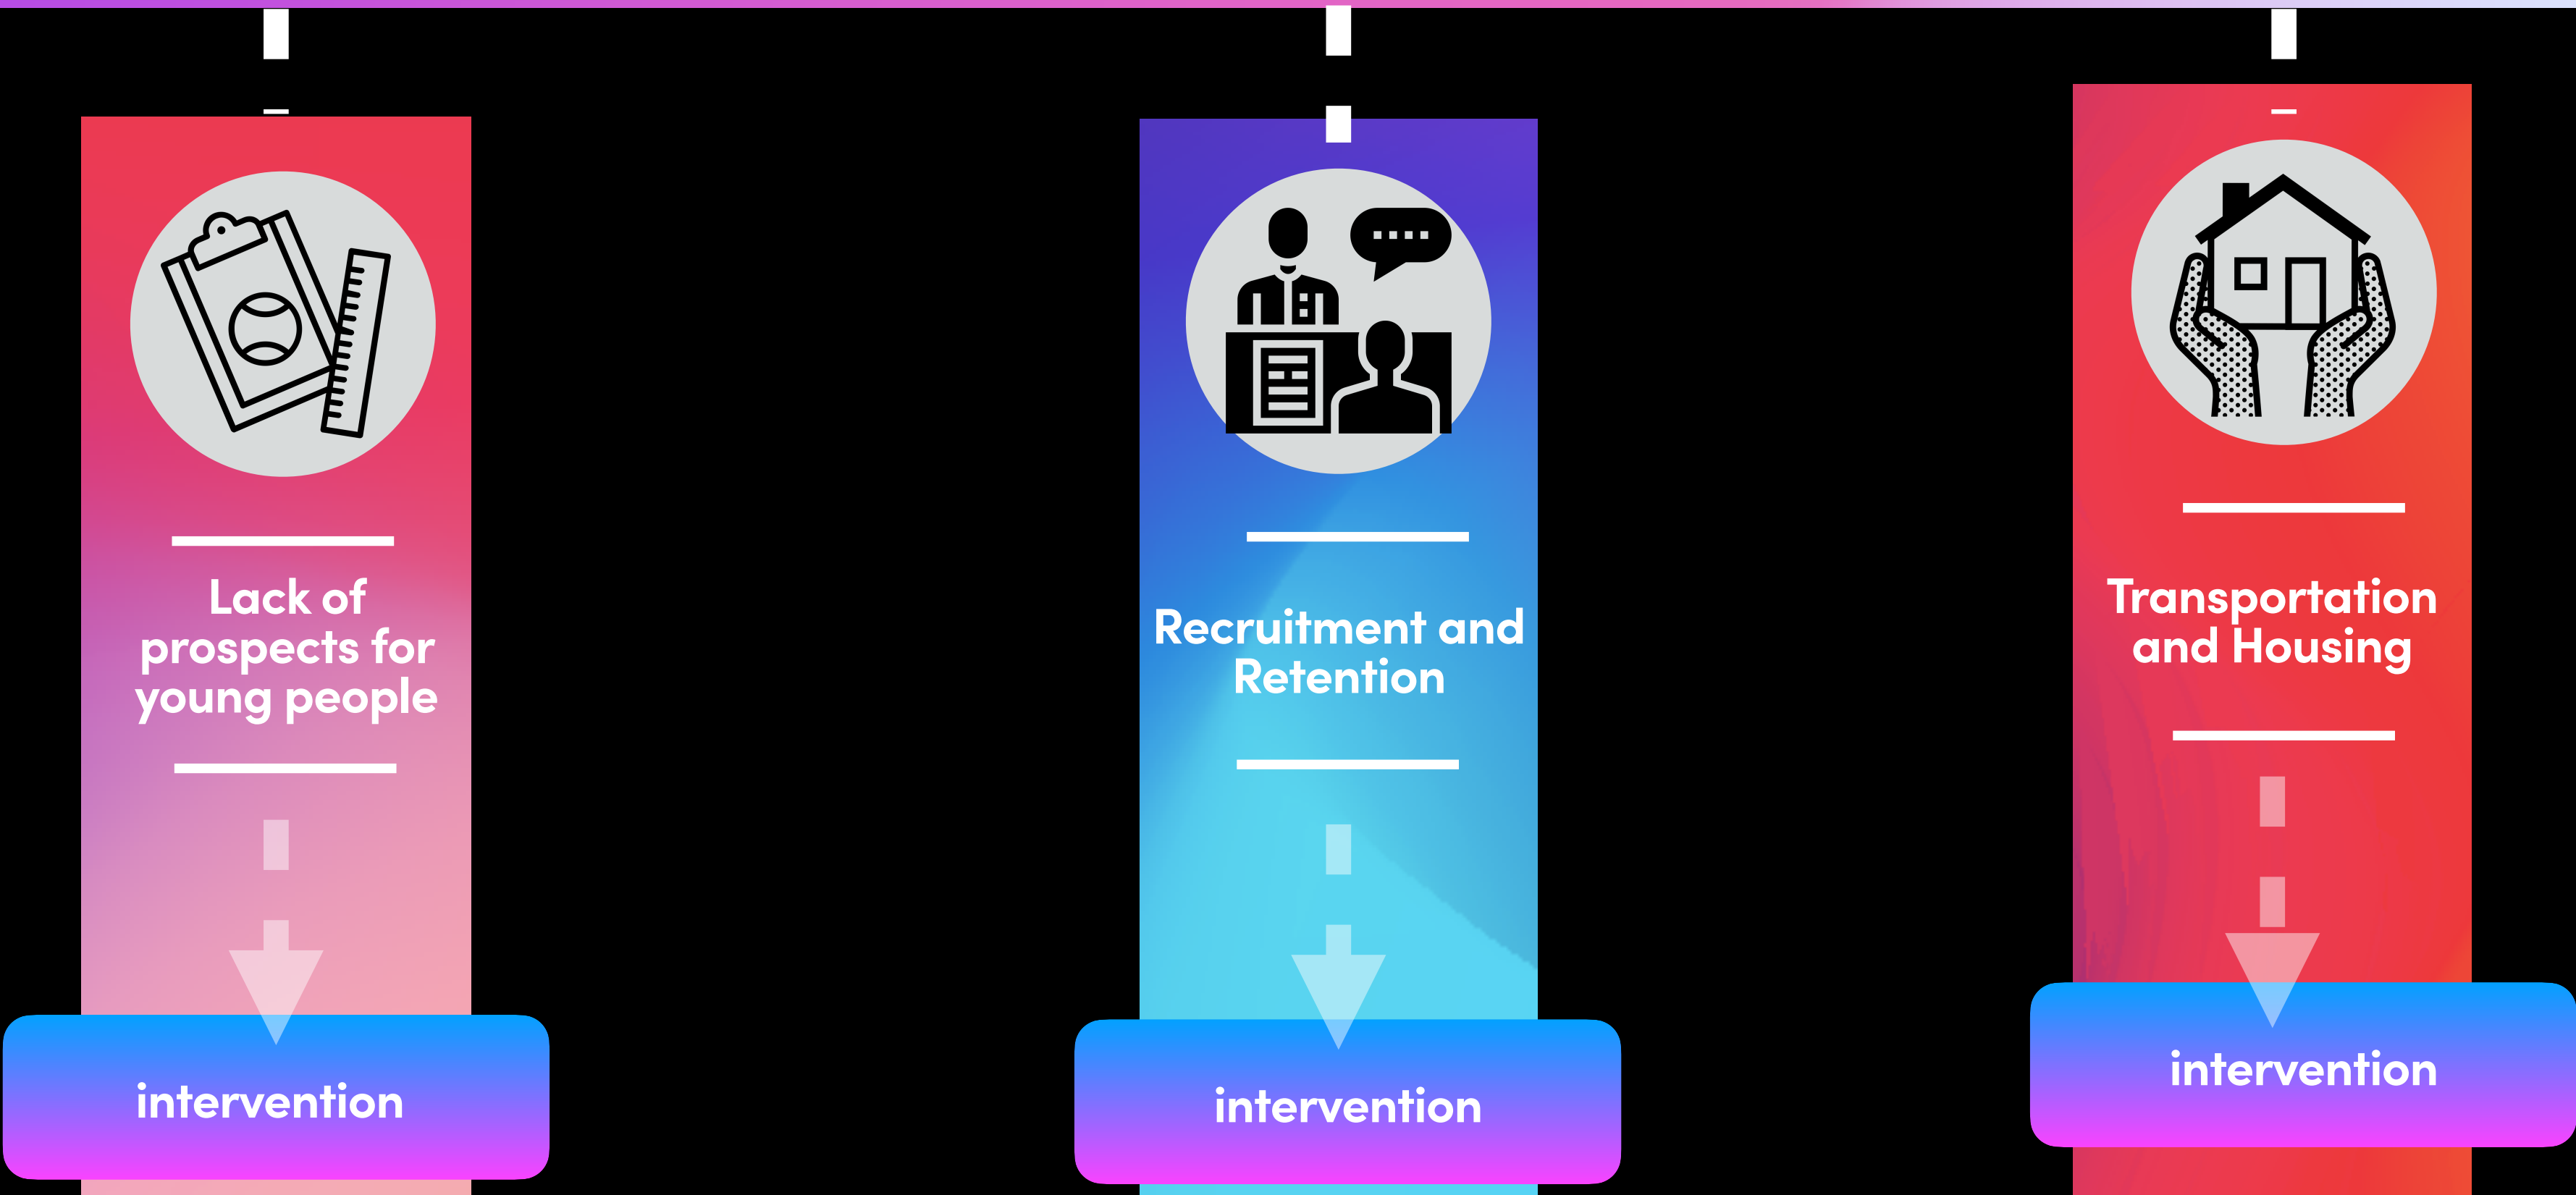 Lack of
prospects for
young people
intervention
Recruitment and
Retention
intervention
Transportation
and Housing
intervention